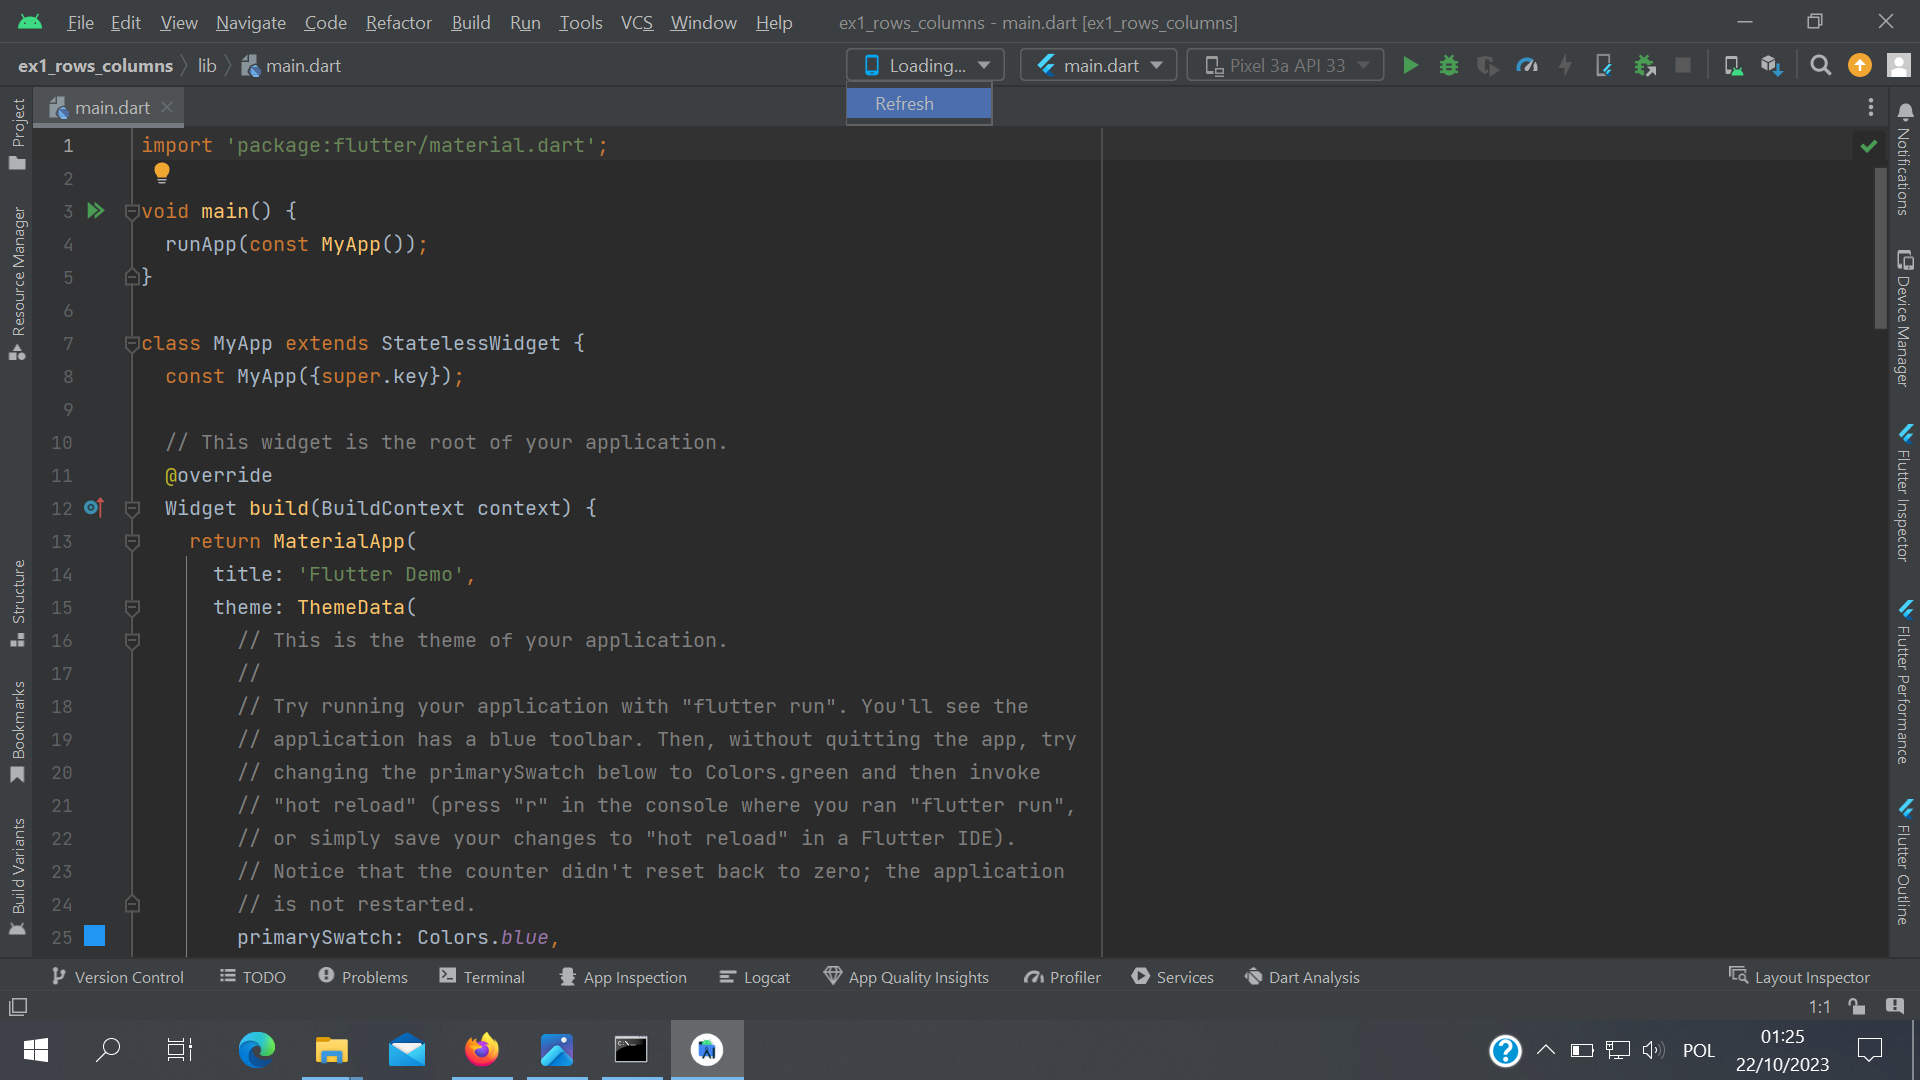 File Edit View Navigate Code Refactor Build Run Tools VCS Window Help ex1_rows_columns - main.dart [ex1_rows_columns]
ex1_rows_columns lib main.dart Loading... main.dart Pixel 3a API 33
Refresh
main.dart
Project
Resource Manager
Structure
Bookmarks
Build Variants
1 import 'package:flutter/material.dart';
2
3 void main() {
4 runApp(const MyApp());
5 }
6
7 class MyApp extends StatelessWidget {
8 const MyApp({super.key});
9
10 // This widget is the root of your application.
11 @override
12 Widget build(BuildContext context) {
13 return MaterialApp(
14 title: 'Flutter Demo',
15 theme: ThemeData(
16 // This is the theme of your application.
17 //
18 // Try running your application with "flutter run". You'll see the
19 // application has a blue toolbar. Then, without quitting the app, try
20 // changing the primarySwatch below to Colors.green and then invoke
21 // "hot reload" (press "r" in the console where you ran "flutter run",
22 // or simply save your changes to "hot reload" in a Flutter IDE).
23 // Notice that the counter didn't reset back to zero; the application
24 // is not restarted.
25 primarySwatch: Colors.blue,
Notifications
Device Manager
Flutter Inspector
Flutter Performance
Flutter Outline
Version Control TODO Problems Terminal App Inspection Logcat App Quality Insights Profiler Services Dart Analysis Layout Inspector
1:1
POL
01:25
22/10/2023